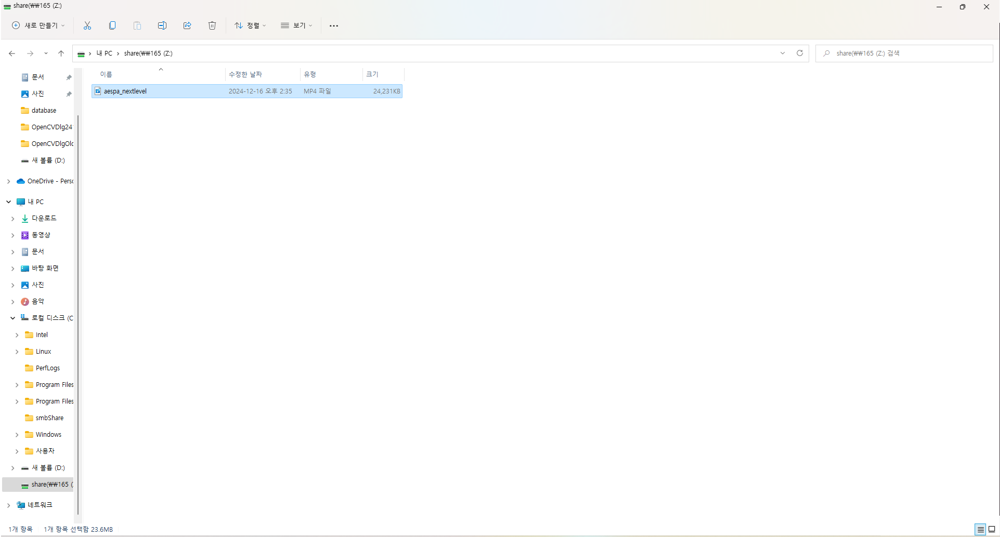 share(₩₩165 (Z:)
새로 만들기 정렬 보기
내 PC share(₩₩165 (Z:) share(₩₩165 (Z:) 검색
이름 수정한 날짜 유형 크기
aespa_nextlevel 2024-12-16 오후 2:35 MP4 파일 24,231KB
문서
사진
database
OpenCVDlg24
OpenCVDlgOld
새 볼륨 (D:)
OneDrive - Perso
내 PC
다운로드
동영상
문서
바탕 화면
사진
음악
로컬 디스크 (C
Intel
Linux
PerfLogs
Program Files
Program Files
smbShare
Windows
사용자
새 볼륨 (D:)
share(₩₩165 (Z
네트워크
1개 항목 1개 항목 선택함 23.6MB